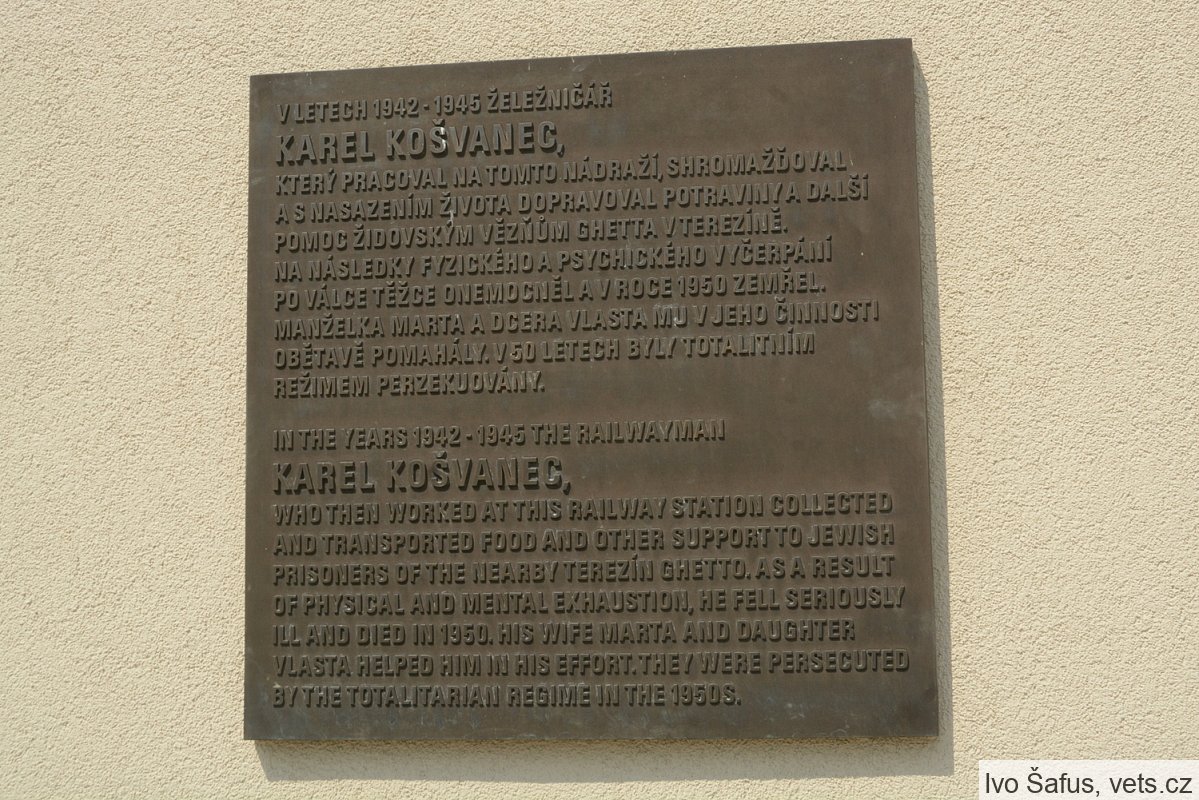 V LETECH 1942 - 1945 ŽELEŽNIČÁŘ
KAREL KOŠVANEC,
KTERÝ PRACOVAL NA TOMTO NÁDRAŽÍ, SHROMAŽĎOVAL
A S NASAZENÍM ŽIVOTA DOPRAVOVAL POTRAVINY A DALŠÍ
POMOC ŽIDOVSKÝM VĚZŇŮM GHETTA V TEREZÍNĚ.
NA NÁSLEDKY FYZICKÉHO A PSYCHICKÉHO VYČERPÁNÍ
PO VÁLCE TĚŽCE ONEMOCNĚL A V ROCE 1950 ZEMŘEL.
MANŽELKA MARTA A DCERA VLASTA MU V JEHO ČINNOSTI
OBĚTAVĚ POMAHÁLY. V 50 LETECH BYLY TOTALITNÍM
REŽIMEM PERZEKUOVÁNY.
IN THE YEARS 1942 - 1945 THE RAILWAYMAN
KAREL KOŠVANEC,
WHO THEN WORKED AT THIS RAILWAY STATION COLLECTED
AND TRANSPORTED FOOD AND OTHER SUPPORT TO JEWISH
PRISONERS OF THE NEARBY TEREZÍN GHETTO. AS A RESULT
OF PHYSICAL AND MENTAL EXHAUSTION, HE FELL SERIOUSLY
ILL AND DIED IN 1950. HIS WIFE MARTA AND DAUGHTER
VLASTA HELPED HIM IN HIS EFFORT. THEY WERE PERSECUTED
BY THE TOTALITARIAN REGIME IN THE 1950S.
Ivo Šafus, vets.cz